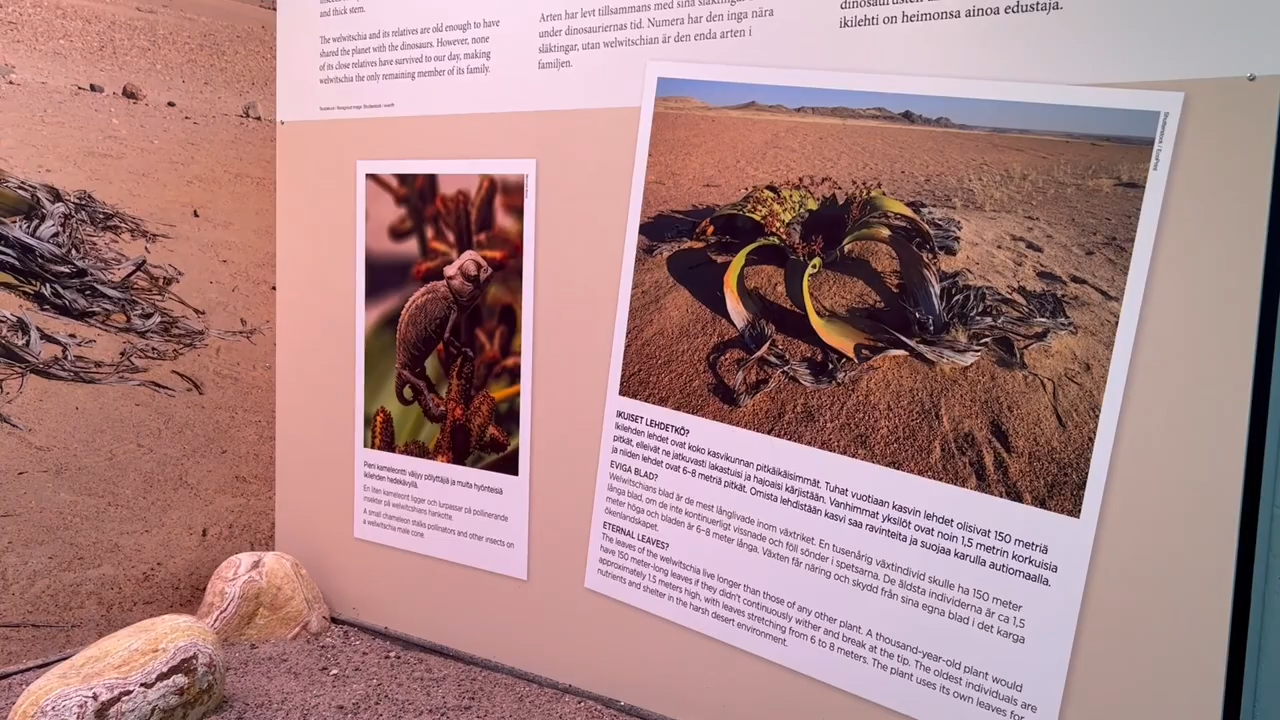 and thick stem.
The welwitschia and its relatives are old enough to have
shared the planet with the dinosaurs. However, none
of its close relatives have survived to our day, making
welwitschia the only remaining member of its family.
Arten har levt tillsammans med sina släktingar
under dinosauriernas tid. Numera har den inga nära
släktingar, utan welwitschian är den enda arten i
familjen.
ikilehti on heimonsa ainoa edustaja.
Pieni kameleontti väijyy pölyttäjiä ja muita hyönteisiä
ikilehden hedekävyllä.
En liten kameleont ligger och lurpassar på pollinerande
insekter på welwitschians hankotte.
A small chameleon stalks pollinators and other insects on
a welwitschia male cone.
Shutterstock / EcoPrint
IKUISET LEHDETKÖ?
Ikilehden lehdet ovat koko kasvikunnan pitkäikäisimmät. Tuhat vuotiaan kasvin lehdet olisivat 150 metriä
pitkät, elleivät ne jatkuvasti lakastuisi ja hajoaisi kärjistään. Vanhimmat yksilöt ovat noin 1,5 metrin korkuisia
ja niiden lehdet ovat 6–8 metriä pitkät. Omista lehdistään kasvi saa ravinteita ja suojaa karulla autiomaalla.
EVIGA BLAD?
Welwitschians blad är de mest långlivade inom växtriket. En tusenårig växtindivid skulle ha 150 meter
långa blad, om de inte kontinuerligt vissnade och föll sönder i spetsarna. De äldsta individerna är ca 1,5
meter höga och bladen är 6–8 meter långa. Växten får näring och skydd från sina egna blad i det karga
ökenlandskapet.
ETERNAL LEAVES?
The leaves of the welwitschia live longer than those of any other plant. A thousand-year-old plant would
have 150 meter-long leaves if they didn't continuously wither and break at the tip. The oldest individuals are
approximately 1.5 meters high, with leaves stretching from 6 to 8 meters. The plant uses its own leaves for
nutrients and shelter in the harsh desert environment.